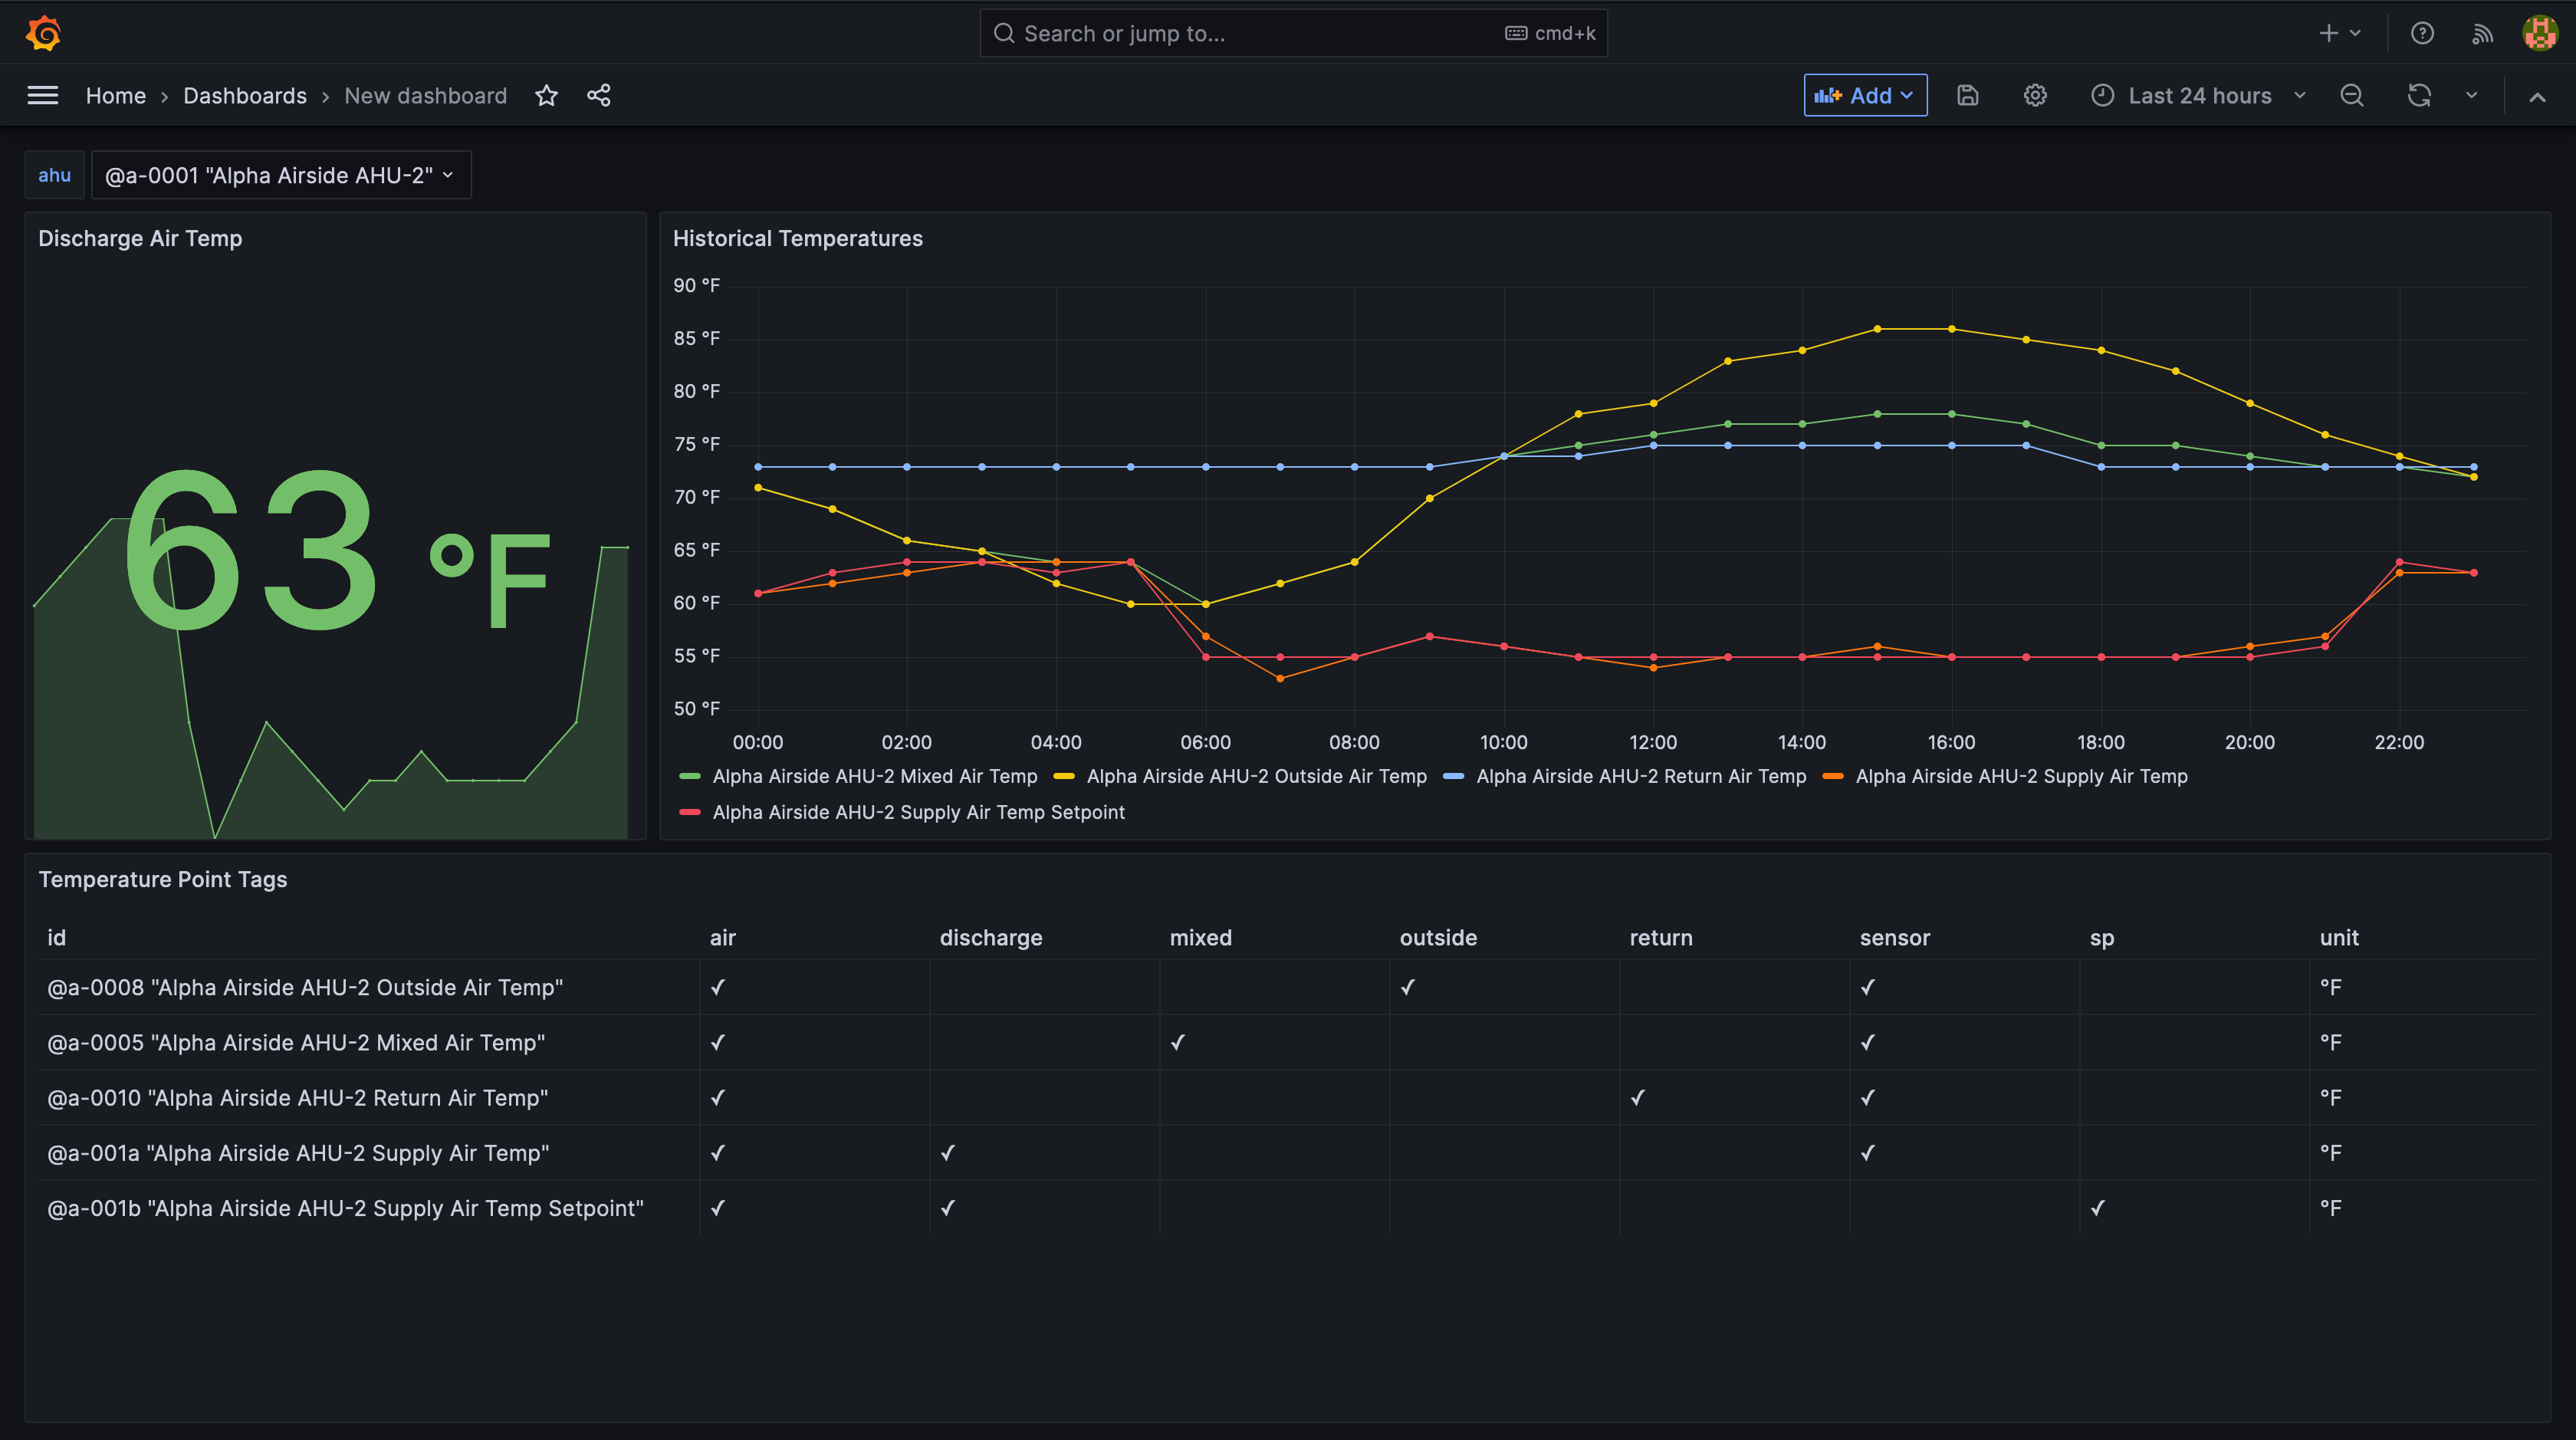 Search or jump to... cmd+k
Home › Dashboards › New dashboard Add Last 24 hours
ahu @a-0001 "Alpha Airside AHU-2"
Discharge Air Temp
63 °F
Historical Temperatures
90 °F
85 °F
80 °F
75 °F
70 °F
65 °F
60 °F
55 °F
50 °F
00:00 02:00 04:00 06:00 08:00 10:00 12:00 14:00 16:00 18:00 20:00 22:00
Alpha Airside AHU-2 Mixed Air Temp Alpha Airside AHU-2 Outside Air Temp Alpha Airside AHU-2 Return Air Temp Alpha Airside AHU-2 Supply Air Temp
Alpha Airside AHU-2 Supply Air Temp Setpoint
Temperature Point Tags
id air discharge mixed outside return sensor sp unit
@a-0008 "Alpha Airside AHU-2 Outside Air Temp" ✓ ✓ ✓ °F
@a-0005 "Alpha Airside AHU-2 Mixed Air Temp" ✓ ✓ ✓ °F
@a-0010 "Alpha Airside AHU-2 Return Air Temp" ✓ ✓ ✓ °F
@a-001a "Alpha Airside AHU-2 Supply Air Temp" ✓ ✓ ✓ °F
@a-001b "Alpha Airside AHU-2 Supply Air Temp Setpoint" ✓ ✓ ✓ °F